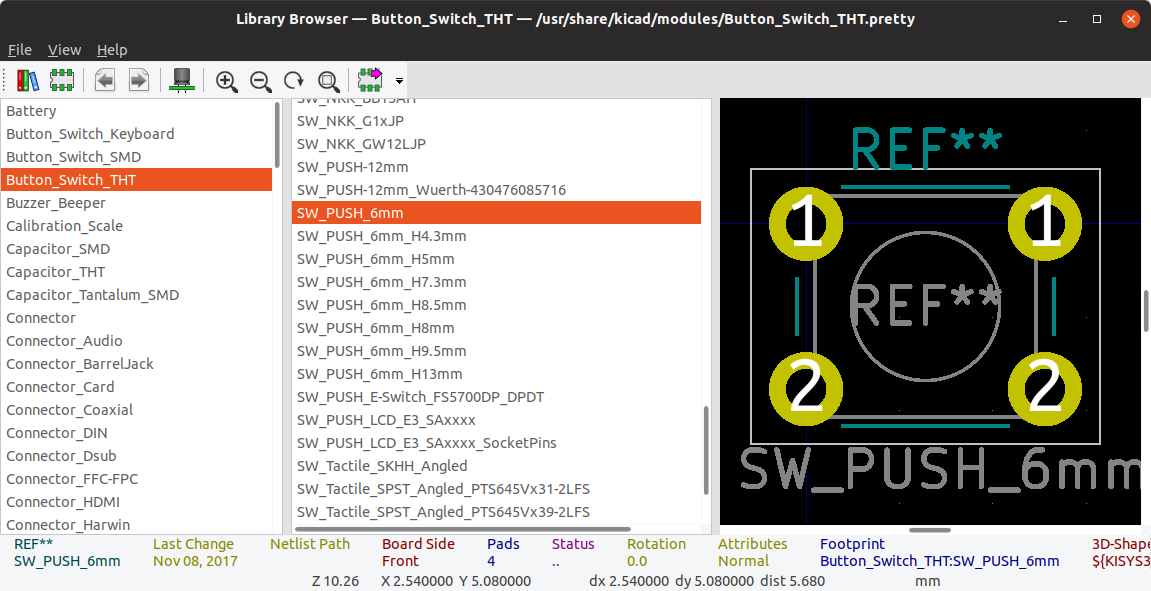 Library Browser — Button_Switch_THT — /usr/share/kicad/modules/Button_Switch_THT.pretty
File View Help
Battery
Button_Switch_Keyboard
Button_Switch_SMD
Button_Switch_THT
Buzzer_Beeper
Calibration_Scale
Capacitor_SMD
Capacitor_THT
Capacitor_Tantalum_SMD
Connector
Connector_Audio
Connector_BarrelJack
Connector_Card
Connector_Coaxial
Connector_DIN
Connector_Dsub
Connector_FFC-FPC
Connector_HDMI
Connector_Harwin
SW_NKK_BB15AH
SW_NKK_G1xJP
SW_NKK_GW12LJP
SW_PUSH-12mm
SW_PUSH-12mm_Wuerth-430476085716
SW_PUSH_6mm
SW_PUSH_6mm_H4.3mm
SW_PUSH_6mm_H5mm
SW_PUSH_6mm_H7.3mm
SW_PUSH_6mm_H8.5mm
SW_PUSH_6mm_H8mm
SW_PUSH_6mm_H9.5mm
SW_PUSH_6mm_H13mm
SW_PUSH_E-Switch_FS5700DP_DPDT
SW_PUSH_LCD_E3_SAxxxx
SW_PUSH_LCD_E3_SAxxxx_SocketPins
SW_Tactile_SKHH_Angled
SW_Tactile_SPST_Angled_PTS645Vx31-2LFS
SW_Tactile_SPST_Angled_PTS645Vx39-2LFS
REF**
1 1
REF**
2 2
SW_PUSH_6mm
REF** Last Change Netlist Path Board Side Pads Status Rotation Attributes Footprint 3D-Shape
SW_PUSH_6mm Nov 08, 2017 Front 4 .. 0.0 Normal Button_Switch_THT:SW_PUSH_6mm ${KISYS3
Z 10.26 X 2.540000 Y 5.080000 dx 2.540000 dy 5.080000 dist 5.680 mm